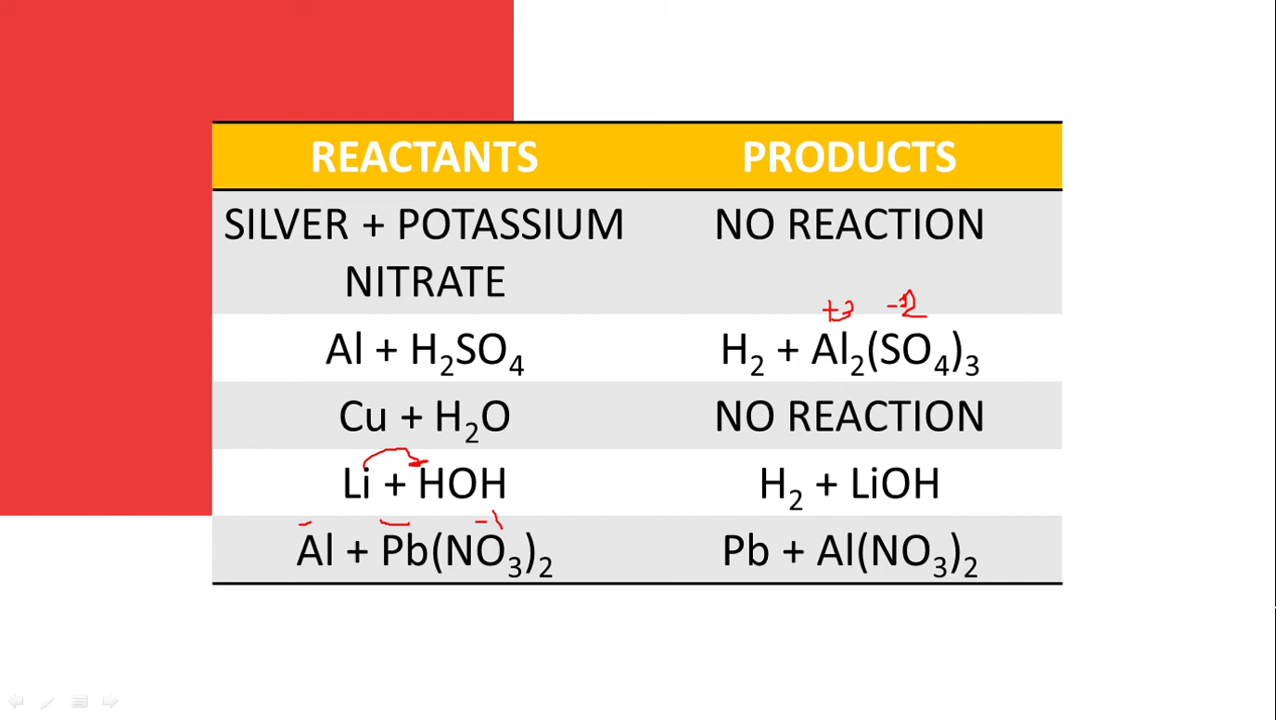 REACTANTS PRODUCTS
SILVER + POTASSIUM NITRATE NO REACTION
+3 -2
Al + H₂SO₄ H₂ + Al₂(SO₄)₃
Cu + H₂O NO REACTION
Li + HOH H₂ + LiOH
-1
Al + Pb(NO₃)₂ Pb + Al(NO₃)₂